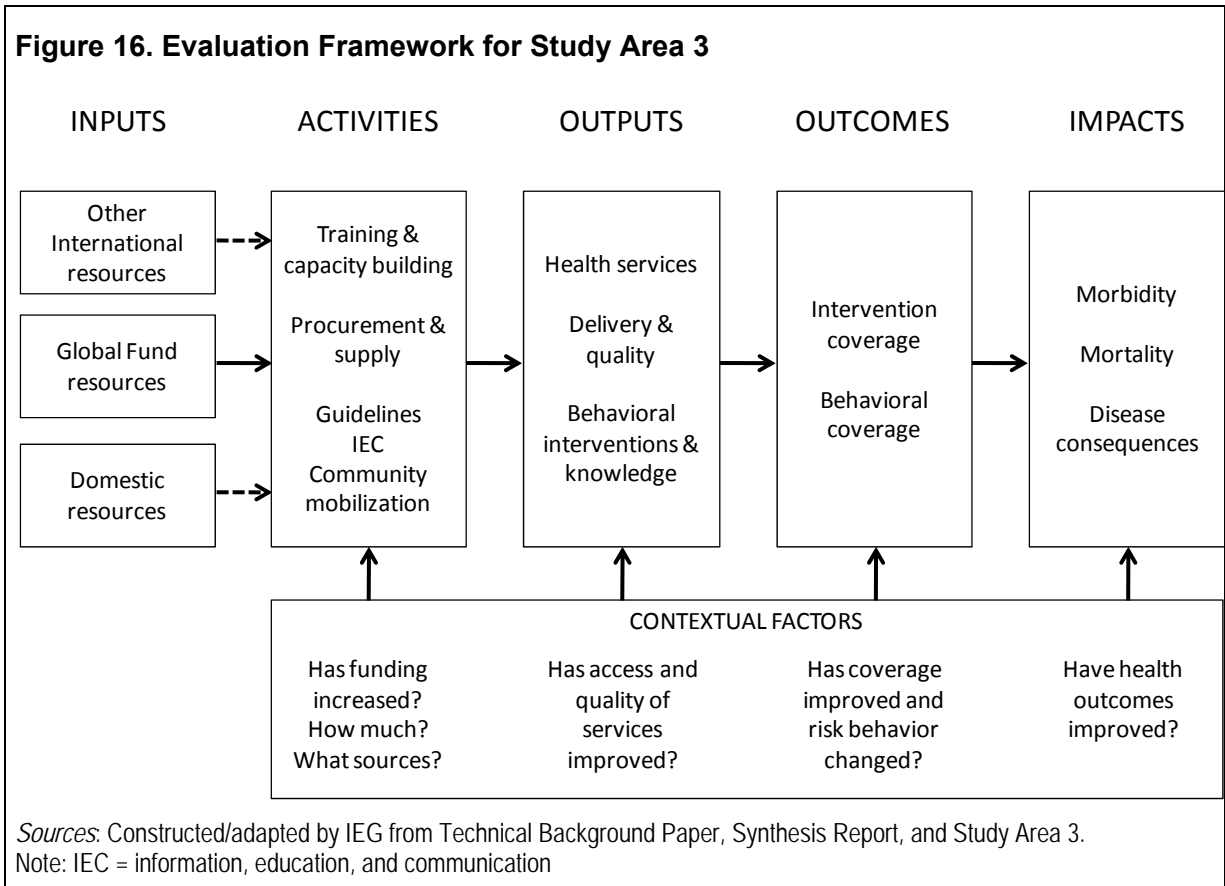 Figure 16. Evaluation Framework for Study Area 3
INPUTS
ACTIVITIES
OUTPUTS
OUTCOMES
IMPACTS
Other
International
resources
Global Fund
resources
Domestic
resources
Training &
capacity building
Procurement &
supply
Guidelines
IEC
Community
mobilization
Health services
Delivery &
quality
Behavioral
interventions &
knowledge
Intervention
coverage
Behavioral
coverage
Morbidity
Mortality
Disease
consequences
CONTEXTUAL FACTORS
Has funding
increased?
How much?
What sources?
Has access and
quality of
services
improved?
Has coverage
improved and
risk behavior
changed?
Have health
outcomes
improved?
Sources: Constructed/adapted by IEG from Technical Background Paper, Synthesis Report, and Study Area 3.
Note: IEC = information, education, and communication